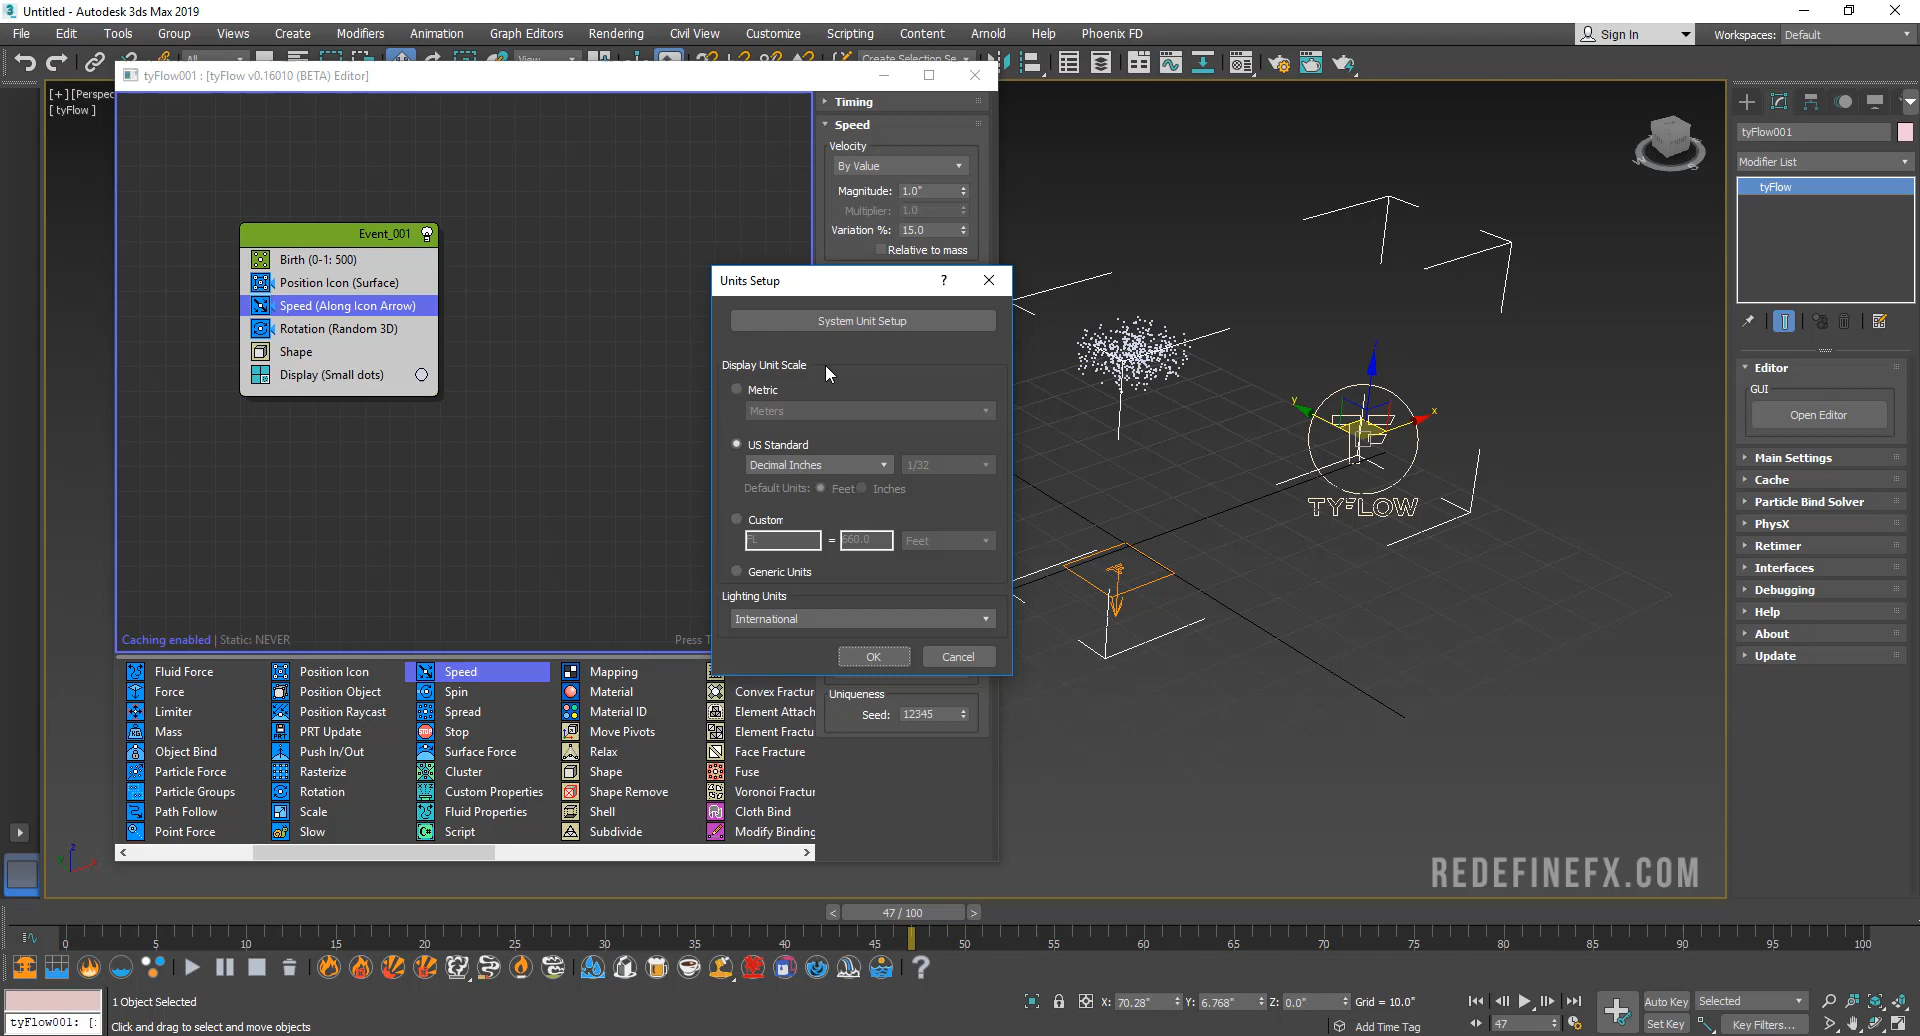 Untitled - Autodesk 3ds Max 2019
File Edit Tools Group Views Create Modifiers Animation Graph Editors Rendering Civil View Customize Scripting Content Arnold Help Phoenix FD
Sign In Workspaces: Default
All View Create Selection Se
tyFlow001 : [tyFlow v0.16010 (BETA) Editor]
[+] [Perspec
[ tyFlow ]
Timing
Speed
Velocity
By Value
Magnitude: 1.0"
Multiplier: 1.0
Variation %: 15.0
Relative to mass
Event_001
Birth (0-1: 500)
Position Icon (Surface)
Speed (Along Icon Arrow)
Rotation (Random 3D)
Shape
Display (Small dots)
Caching enabled | Static: NEVER
Press T
Units Setup ?
System Unit Setup
Display Unit Scale
Metric
Meters
US Standard
Decimal Inches 1/32
Default Units: Feet Inches
Custom
FL = 660.0 Feet
Generic Units
Lighting Units
International
OK Cancel
Uniqueness
Seed: 12345
Fluid Force Position Icon Speed Mapping
Force Position Object Spin Material Convex Fractur
Limiter Position Raycast Spread Material ID Element Attach
Mass PRT Update Stop Move Pivots Element Fractu
Object Bind Push In/Out Surface Force Relax Face Fracture
Particle Force Rasterize Cluster Shape Fuse
Particle Groups Rotation Custom Properties Shape Remove Voronoi Fractur
Path Follow Scale Fluid Properties Shell Cloth Bind
Point Force Slow Script Subdivide Modify Binding
z
y x
TYFLOW
REDEFINEFX.COM
tyFlow001
Modifier List
tyFlow
Editor
GUI
Open Editor
Main Settings
Cache
Particle Bind Solver
PhysX
Retimer
Interfaces
Debugging
Help
About
Update
< 47 / 100 >
0 5 10 15 20 25 30 35 40 45 50 55 60 65 70 75 80 85 90 95 100
1 Object Selected
X: 70.28" Y: 6.768" Z: 0.0" Grid = 10.0"
Auto Key Selected
tyFlow001: [
Click and drag to select and move objects
Add Time Tag
47
Set Key Key Filters...